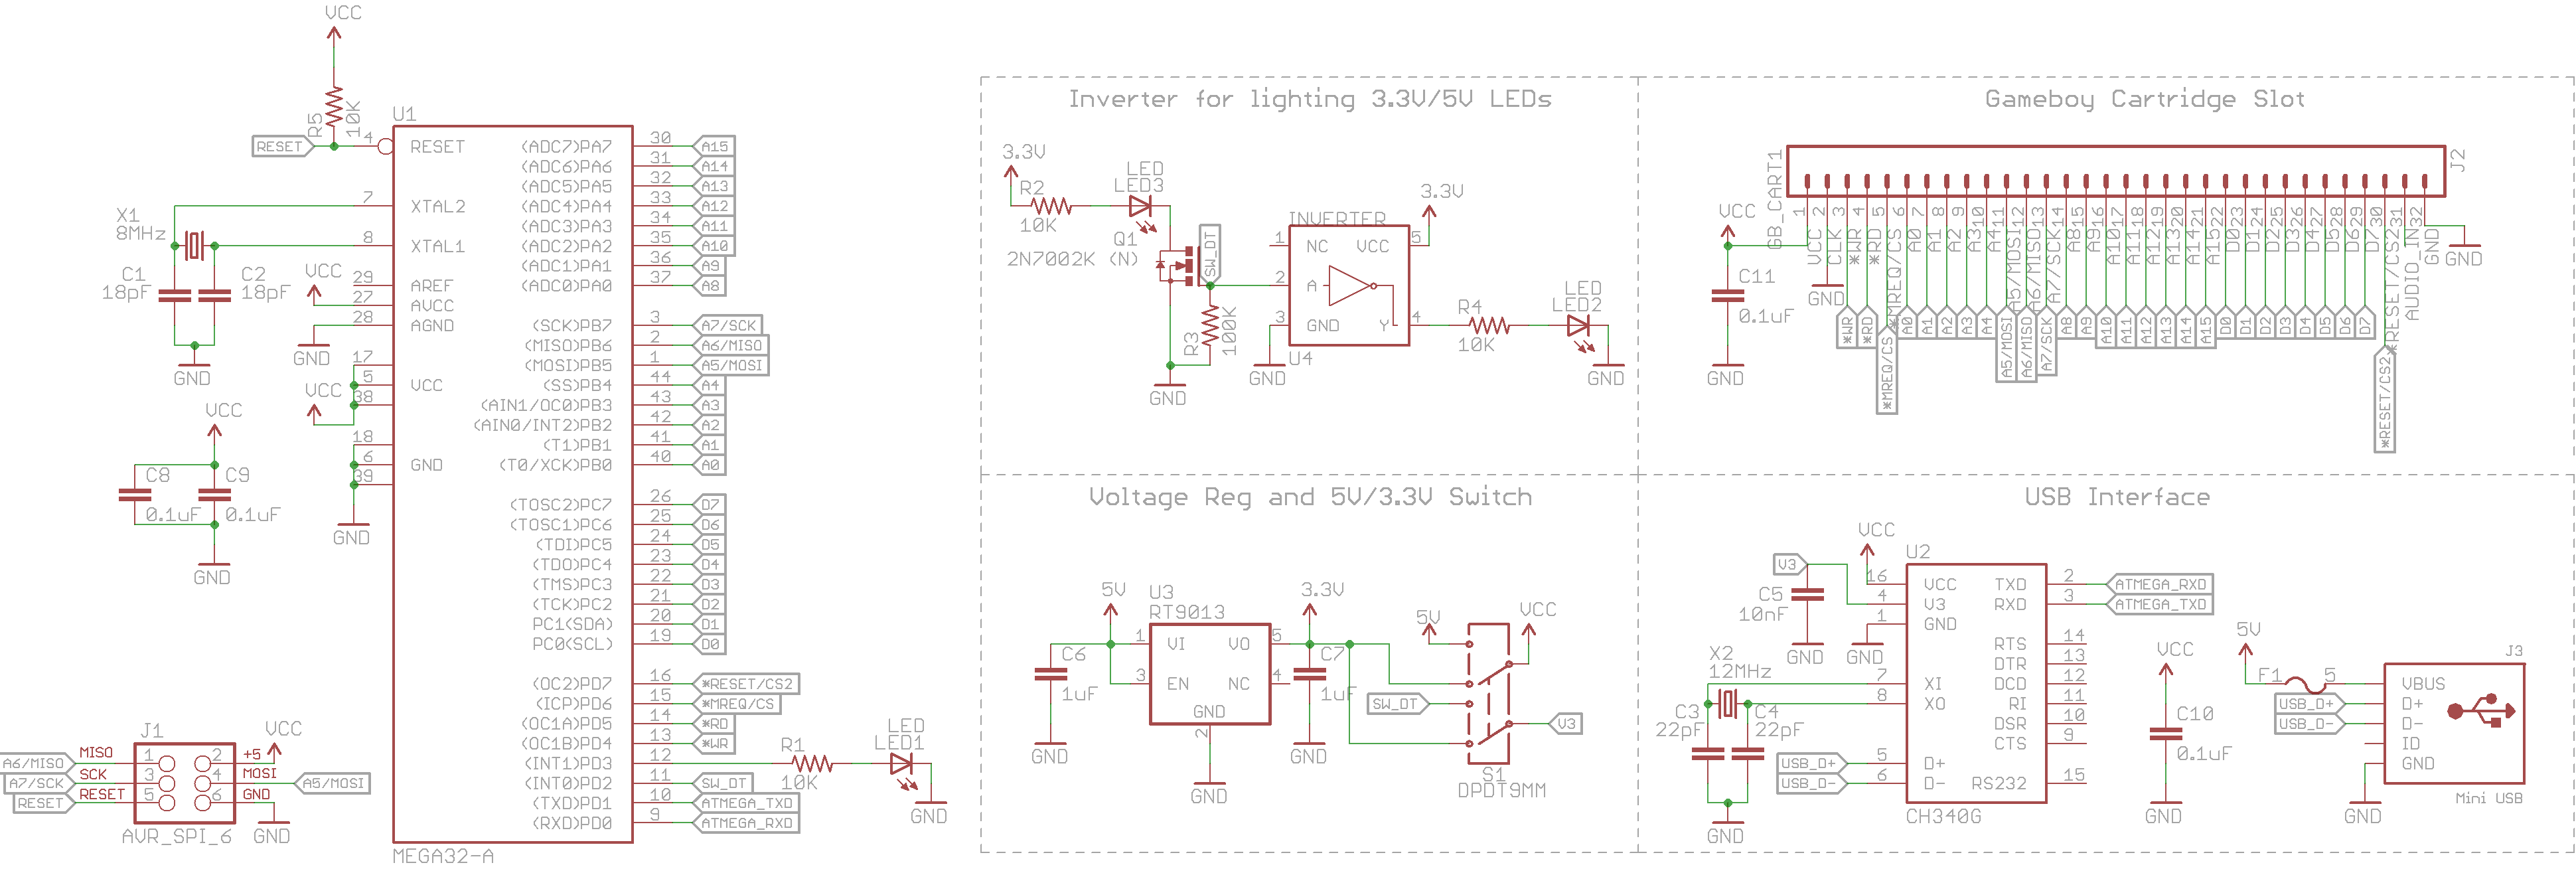 VCC
R5
10K
RESET
4
U1
RESET
X1
8MHz
7
XTAL2
8
XTAL1
C1
18pF
C2
18pF
GND
VCC
29
AREF
27
AVCC
28
AGND
GND
17
5
VCC
38
VCC
18
6
GND
39
GND
VCC
C8
C9
0.1uF
0.1uF
GND
(ADC7)PA7 30 A15
(ADC6)PA6 31 A14
(ADC5)PA5 32 A13
(ADC4)PA4 33 A12
(ADC3)PA3 34 A11
(ADC2)PA2 35 A10
(ADC1)PA1 36 A9
(ADC0)PA0 37 A8
(SCK)PB7 3 A7/SCK
(MISO)PB6 2 A6/MISO
(MOSI)PB5 1 A5/MOSI
(SS)PB4 44 A4
(AIN1/OC0)PB3 43 A3
(AIN0/INT2)PB2 42 A2
(T1)PB1 41 A1
(T0/XCK)PB0 40 A0
(TOSC2)PC7 26 D7
(TOSC1)PC6 25 D6
(TDI)PC5 24 D5
(TDO)PC4 23 D4
(TMS)PC3 22 D3
(TCK)PC2 21 D2
PC1(SDA) 20 D1
PC0(SCL) 19 D0
(OC2)PD7 16 *RESET/CS2
(ICP)PD6 15 *MREQ/CS
(OC1A)PD5 14 *RD
(OC1B)PD4 13 *WR
(INT1)PD3 12
(INT0)PD2 11 SW_DT
(TXD)PD1 10 ATMEGA_TXD
(RXD)PD0 9 ATMEGA_RXD
MEGA32-A
R1
10K
LED
LED1
GND
J1
VCC
A6/MISO MISO 1 2 +5
A7/SCK SCK 3 4 MOSI A5/MOSI
RESET RESET 5 6 GND
AVR_SPI_6
GND
Inverter for lighting 3.3V/5V LEDs
3.3V
R2
10K
LED
LED3
Q1
2N7002K (N)
SW_DT
R3
100K
GND
INVERTER
3.3V
1 NC VCC 5
2 A
3 GND Y 4
GND
U4
R4
10K
LED
LED2
GND
Gameboy Cartridge Slot
GB_CART1
J2
VCC
C11
0.1uF
GND
1 2 3 4 5 6 7 8 9 10 11 12 13 14 15 16 17 18 19 20 21 22 23 24 25 26 27 28 29 30 31 32
VCC CLK *WR *RD *MREQ/CS A0 A1 A2 A3 A4 A5/MOSI A6/MISO A7/SCK A8 A9 A10 A11 A12 A13 A14 A15 D0 D1 D2 D3 D4 D5 D6 D7 *RESET/CS2 AUDIO_IN GND
GND
GND
*WR *RD *MREQ/CS A0 A1 A2 A3 A4 A5/MOSI A6/MISO A7/SCK A8 A9 A10 A11 A12 A13 A14 A15 D0 D1 D2 D3 D4 D5 D6 D7 *RESET/CS2
Voltage Reg and 5V/3.3V Switch
5V
U3
RT9013
3.3V
1 VI VO 5
3 EN NC 4
GND
2
C6
1uF
GND
GND
C7
1uF
GND
5V
VCC
SW_DT
V3
S1
DPDT9MM
USB Interface
VCC
V3
C5
10nF
GND
GND
U2
16 VCC TXD 2 ATMEGA_RXD
4 V3 RXD 3 ATMEGA_TXD
1 GND
RTS 14
DTR 13
7 XI DCD 12
8 XO RI 11
DSR 10
CTS 9
USB_D+ 5 D+
USB_D- 6 D- RS232 15
CH340G
X2
12MHz
C3
22pF
C4
22pF
GND
VCC
C10
0.1uF
GND
5V
F1
5
J3
VBUS
USB_D+ D+
USB_D- D-
ID
GND
GND
Mini USB